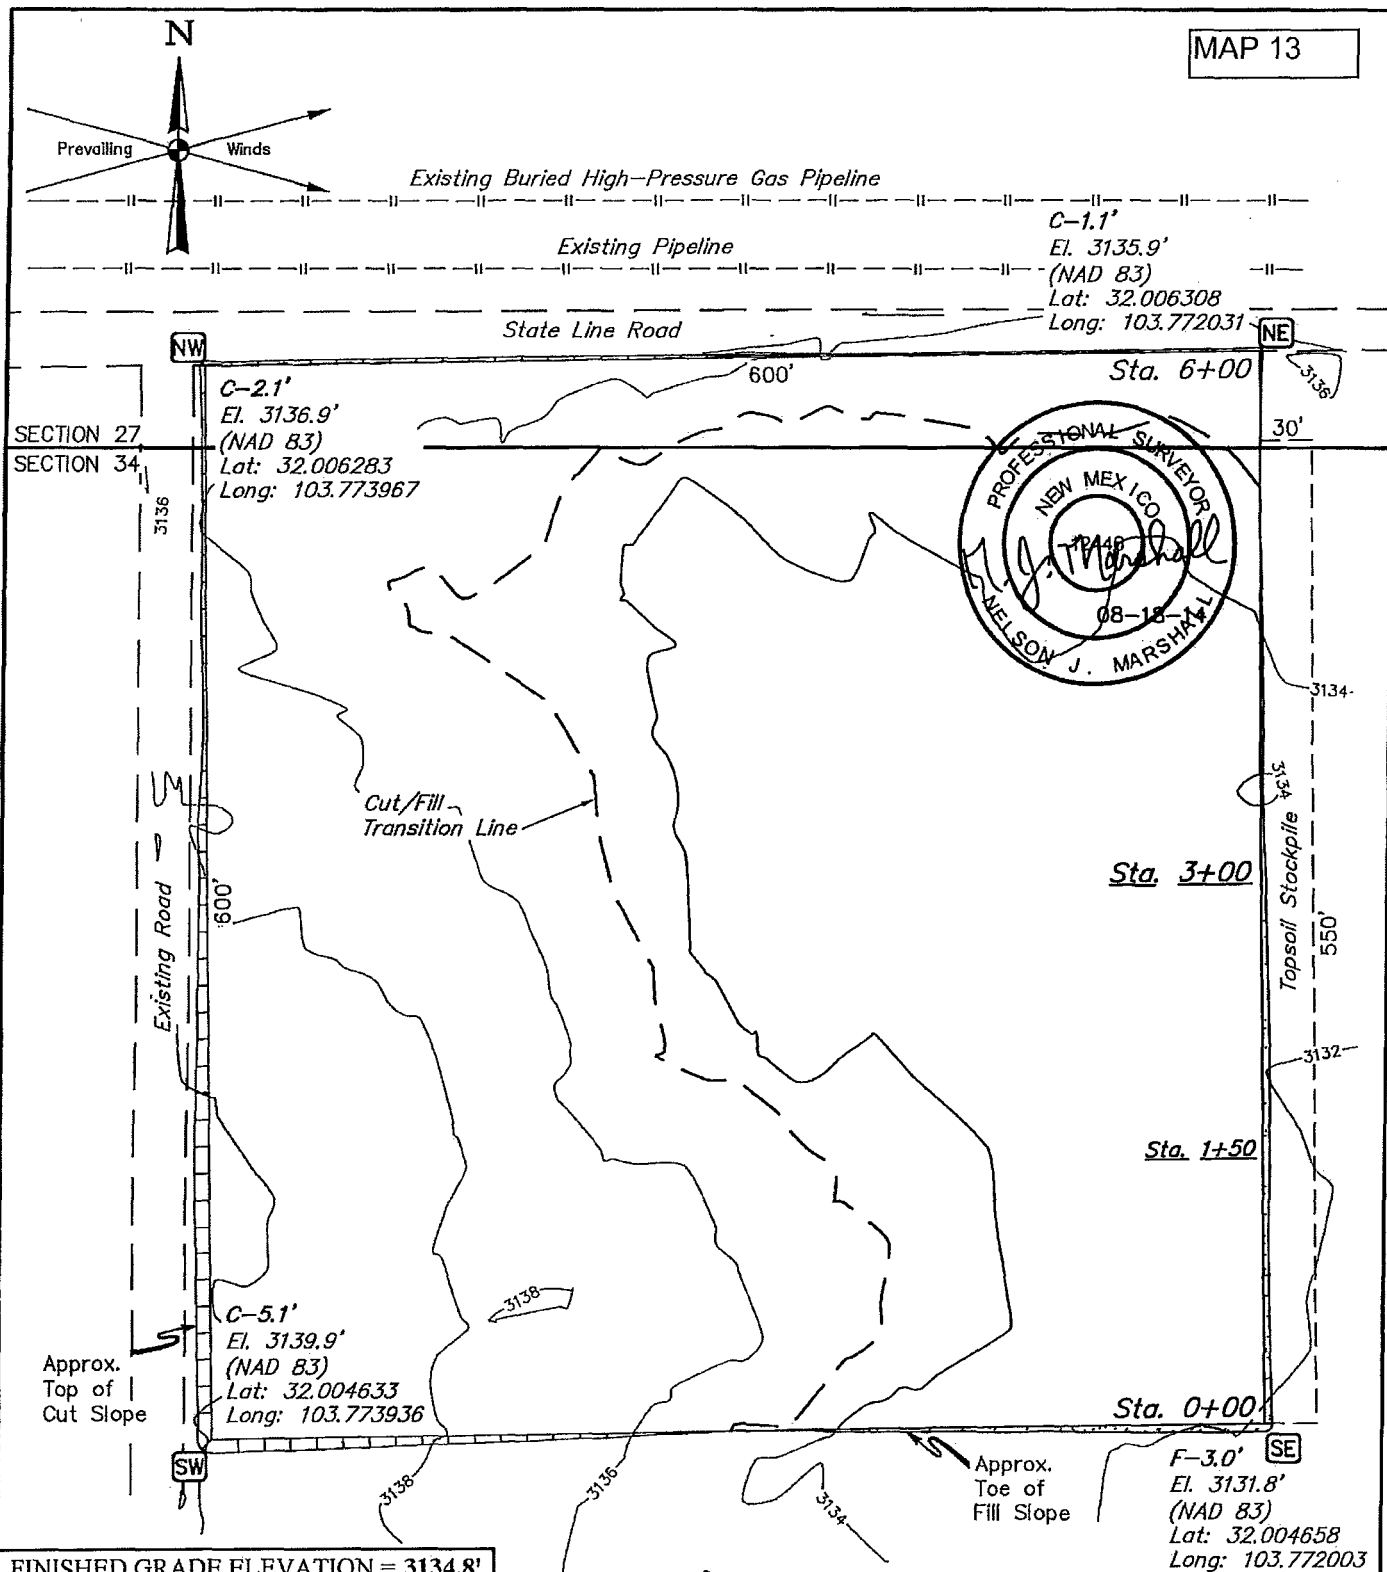 N
MAP 13
Prevailing Winds
Existing Buried High-Pressure Gas Pipeline
Existing Pipeline
C-1.1'
El. 3135.9'
(NAD 83)
Lat: 32.006308
Long: 103.772031
State Line Road
NW
NE
600'
Sta. 6+00
3136
C-2.1'
El. 3136.9'
(NAD 83)
Lat: 32.006283
Long: 103.773967
SECTION 27
SECTION 34
30'
3136
PROFESSIONAL SURVEYOR
NEW MEXICO
J. Marshall
NELSON J. MARSHALL
3134
3134
Cut/Fill
Transition Line
Sta. 3+00
Existing Road
600'
Topsoil Stockpile
550'
3132
Sta. 1+50
3138
C-5.1'
El. 3139.9'
(NAD 83)
Lat: 32.004633
Long: 103.773936
Approx.
Top of
Cut Slope
Sta. 0+00
SW
SE
3138
3136
3134
Approx.
Toe of
Fill Slope
F-3.0'
El. 3131.8'
(NAD 83)
Lat: 32.004658
Long: 103.772003
FINISHED GRADE ELEVATION = 3134.8'